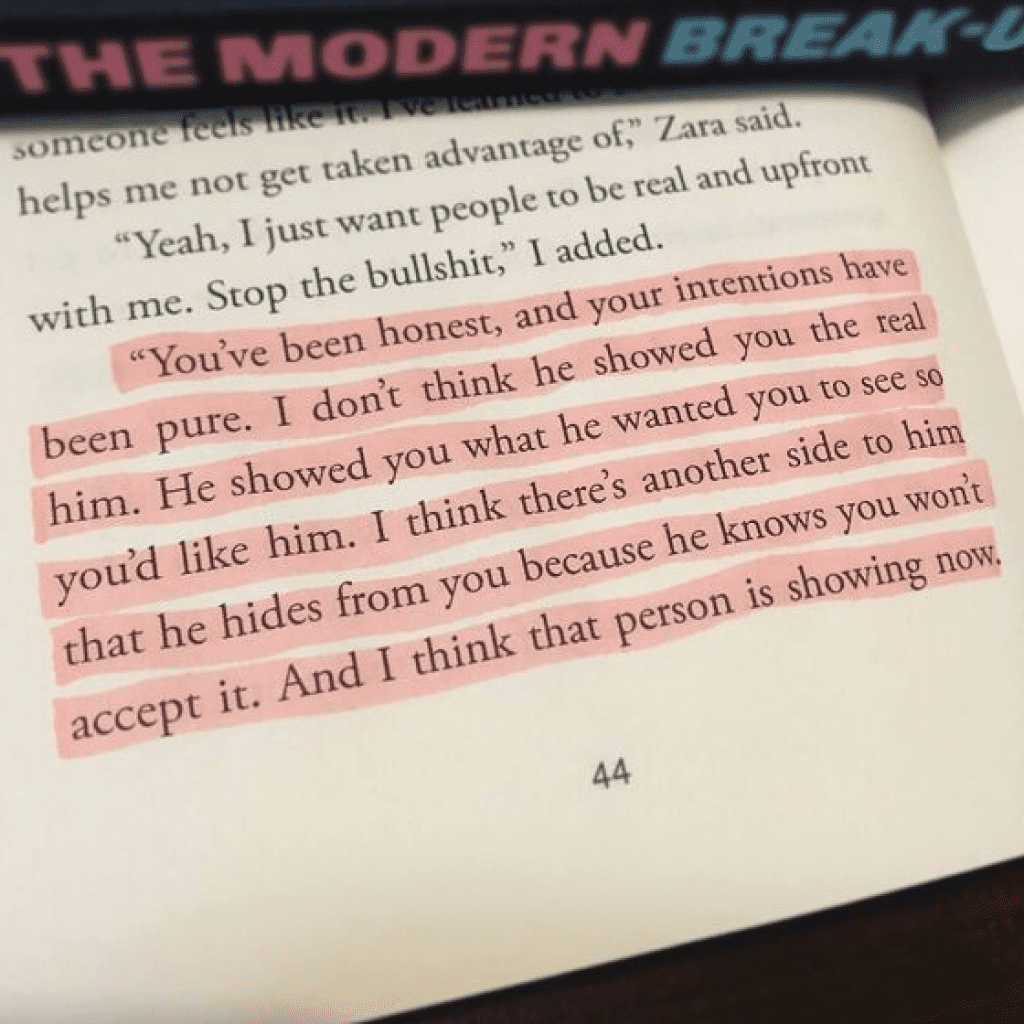 THE MODERN BREAK-U
someone feels like it. I've learned to
helps me not get taken advantage of,” Zara said.
“Yeah, I just want people to be real and upfront
with me. Stop the bullshit,” I added.
“You've been honest, and your intentions have
been pure. I don't think he showed you the real
him. He showed you what he wanted you to see so
you'd like him. I think there's another side to him
that he hides from you because he knows you won't
accept it. And I think that person is showing now.
44